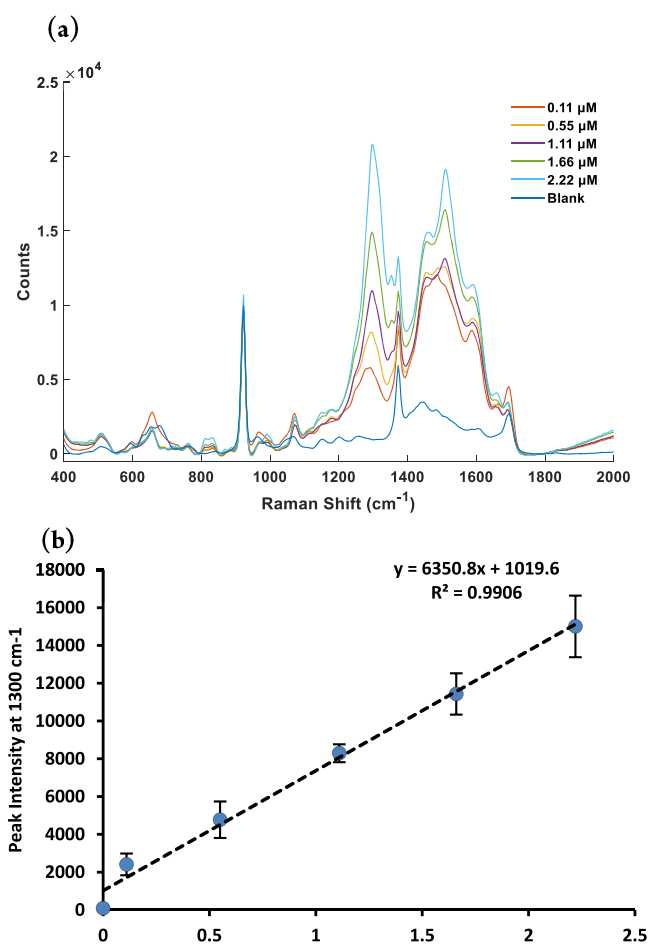 (a)
×10⁴
2.5
2
1.5
1
0.5
0
400 600 800 1000 1200 1400 1600 1800 2000
Counts
Raman Shift (cm⁻¹)
0.11 µM
0.55 µM
1.11 µM
1.66 µM
2.22 µM
Blank
(b)
y = 6350.8x + 1019.6
R² = 0.9906
18000
16000
14000
12000
10000
8000
6000
4000
2000
0
Peak Intensity at 1300 cm-1
0 0.5 1 1.5 2 2.5